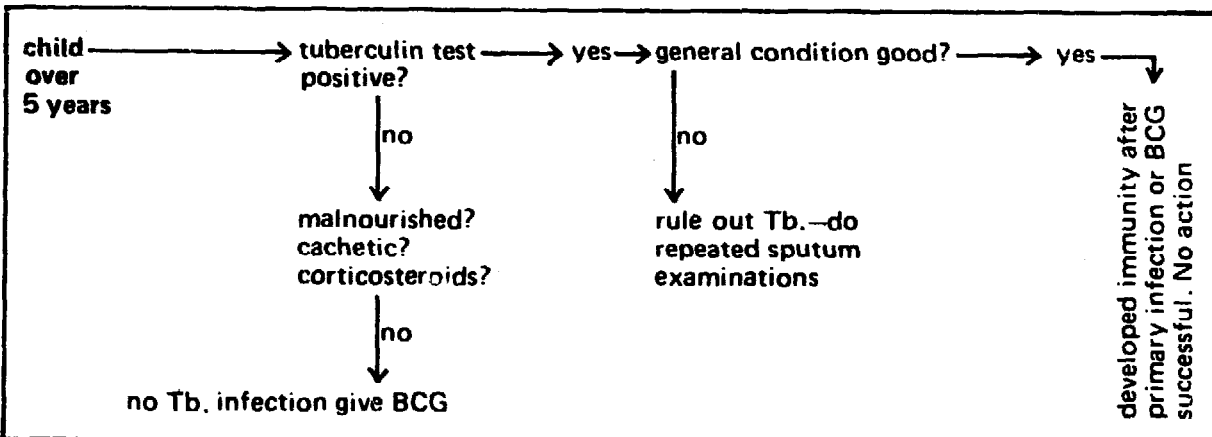 child
over
5 years
tuberculin test
positive?
yes
general condition good?
yes
no
no
malnourished?
cachetic?
corticosteroids?
rule out Tb.—do
repeated sputum
examinations
developed immunity after
primary infection or BCG
successful. No action
no
no Tb. infection give BCG